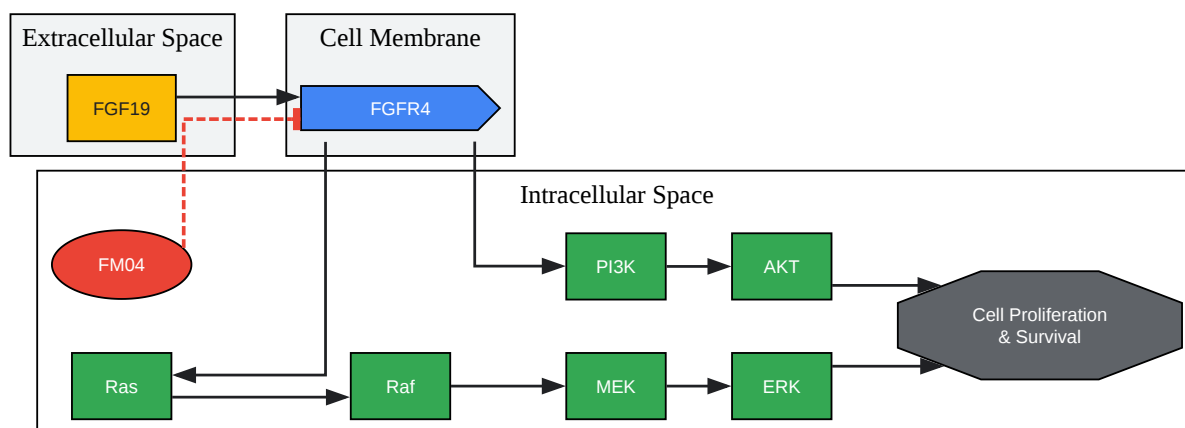 Extracellular Space
Cell Membrane
FGF19
FGFR4
Intracellular Space
FM04
PI3K
AKT
Cell Proliferation
& Survival
Ras
Raf
MEK
ERK